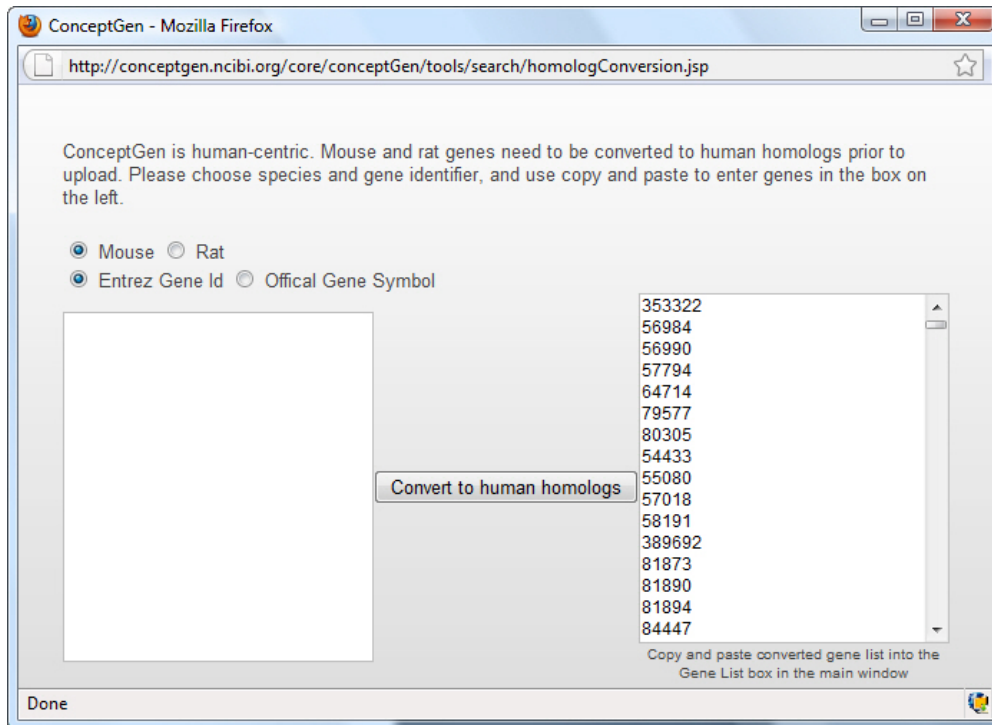 ConceptGen - Mozilla Firefox
http://conceptgen.ncibi.org/core/conceptGen/tools/search/homologConversion.jsp
ConceptGen is human-centric. Mouse and rat genes need to be converted to human homologs prior to
upload. Please choose species and gene identifier, and use copy and paste to enter genes in the box on
the left.
Mouse Rat
Entrez Gene Id Offical Gene Symbol
353322
56984
56990
57794
64714
79577
80305
54433
55080
Convert to human homologs
57018
58191
389692
81873
81890
81894
84447
Copy and paste converted gene list into the
Gene List box in the main window
Done